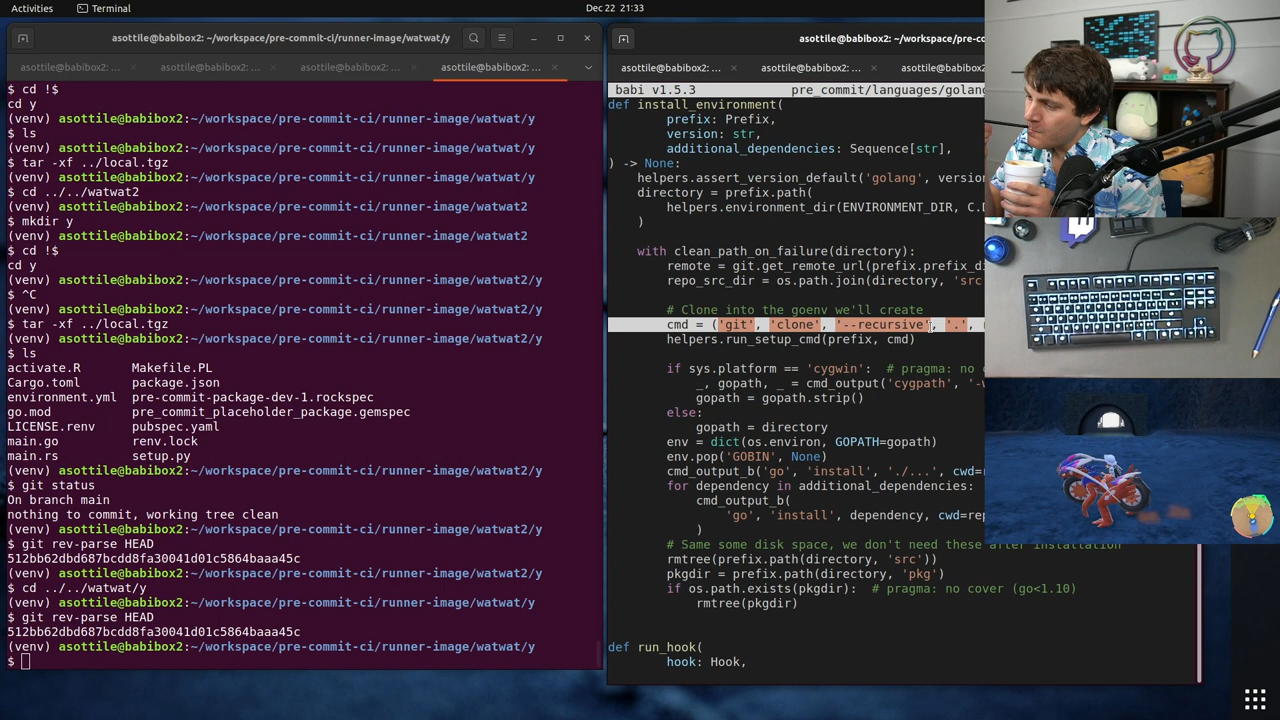 Activities
Terminal
Dec 22 21:33
asottile@babibox2: ~/workspace/pre-commit-ci/runner-image/watwat/y
asottile@babibox2: ~/workspace/pre-co
asottile@babibox2: ...
asottile@babibox2: ...
asottile@babibox2: ...
asottile@babibox2: ...
asottile@babibox2: ...
asottile@babibox2: ...
asottile@babibox2: ...
$ cd !$
cd y
(venv) asottile@babibox2:~/workspace/pre-commit-ci/runner-image/watwat/y
$ ls
(venv) asottile@babibox2:~/workspace/pre-commit-ci/runner-image/watwat/y
$ tar -xf ../local.tgz
(venv) asottile@babibox2:~/workspace/pre-commit-ci/runner-image/watwat/y
$ cd ../../watwat2
(venv) asottile@babibox2:~/workspace/pre-commit-ci/runner-image/watwat2
$ mkdir y
(venv) asottile@babibox2:~/workspace/pre-commit-ci/runner-image/watwat2
$ cd !$
cd y
(venv) asottile@babibox2:~/workspace/pre-commit-ci/runner-image/watwat2/y
$ ^C
(venv) asottile@babibox2:~/workspace/pre-commit-ci/runner-image/watwat2/y
$ tar -xf ../local.tgz
(venv) asottile@babibox2:~/workspace/pre-commit-ci/runner-image/watwat2/y
$ ls
activate.R Makefile.PL
Cargo.toml package.json
environment.yml pre-commit-package-dev-1.rockspec
go.mod pre_commit_placeholder_package.gemspec
LICENSE.renv pubspec.yaml
main.go renv.lock
main.rs setup.py
(venv) asottile@babibox2:~/workspace/pre-commit-ci/runner-image/watwat2/y
$ git status
On branch main
nothing to commit, working tree clean
(venv) asottile@babibox2:~/workspace/pre-commit-ci/runner-image/watwat2/y
$ git rev-parse HEAD
512bb62dbd687bcdd8fa30041d01c5864baaa45c
(venv) asottile@babibox2:~/workspace/pre-commit-ci/runner-image/watwat2/y
$ cd ../../watwat/y
(venv) asottile@babibox2:~/workspace/pre-commit-ci/runner-image/watwat/y
$ git rev-parse HEAD
512bb62dbd687bcdd8fa30041d01c5864baaa45c
(venv) asottile@babibox2:~/workspace/pre-commit-ci/runner-image/watwat/y
$
babi v1.5.3 pre_commit/languages/golang
def install_environment(
prefix: Prefix,
version: str,
additional_dependencies: Sequence[str],
) -> None:
helpers.assert_version_default('golang', version
directory = prefix.path(
helpers.environment_dir(ENVIRONMENT_DIR, C.D
)
with clean_path_on_failure(directory):
remote = git.get_remote_url(prefix.prefix_di
repo_src_dir = os.path.join(directory, 'src'
# Clone into the goenv we'll create
cmd = ('git', 'clone', '--recursive', '.', r
helpers.run_setup_cmd(prefix, cmd)
if sys.platform == 'cygwin': # pragma: no c
_, gopath, _ = cmd_output('cygpath', '-w
gopath = gopath.strip()
else:
gopath = directory
env = dict(os.environ, GOPATH=gopath)
env.pop('GOBIN', None)
cmd_output_b('go', 'install', './...', cwd=r
for dependency in additional_dependencies:
cmd_output_b(
'go', 'install', dependency, cwd=rep
)
# Same some disk space, we don't need these after installation
rmtree(prefix.path(directory, 'src'))
pkgdir = prefix.path(directory, 'pkg')
if os.path.exists(pkgdir): # pragma: no cover (go<1.10)
rmtree(pkgdir)
def run_hook(
hook: Hook,